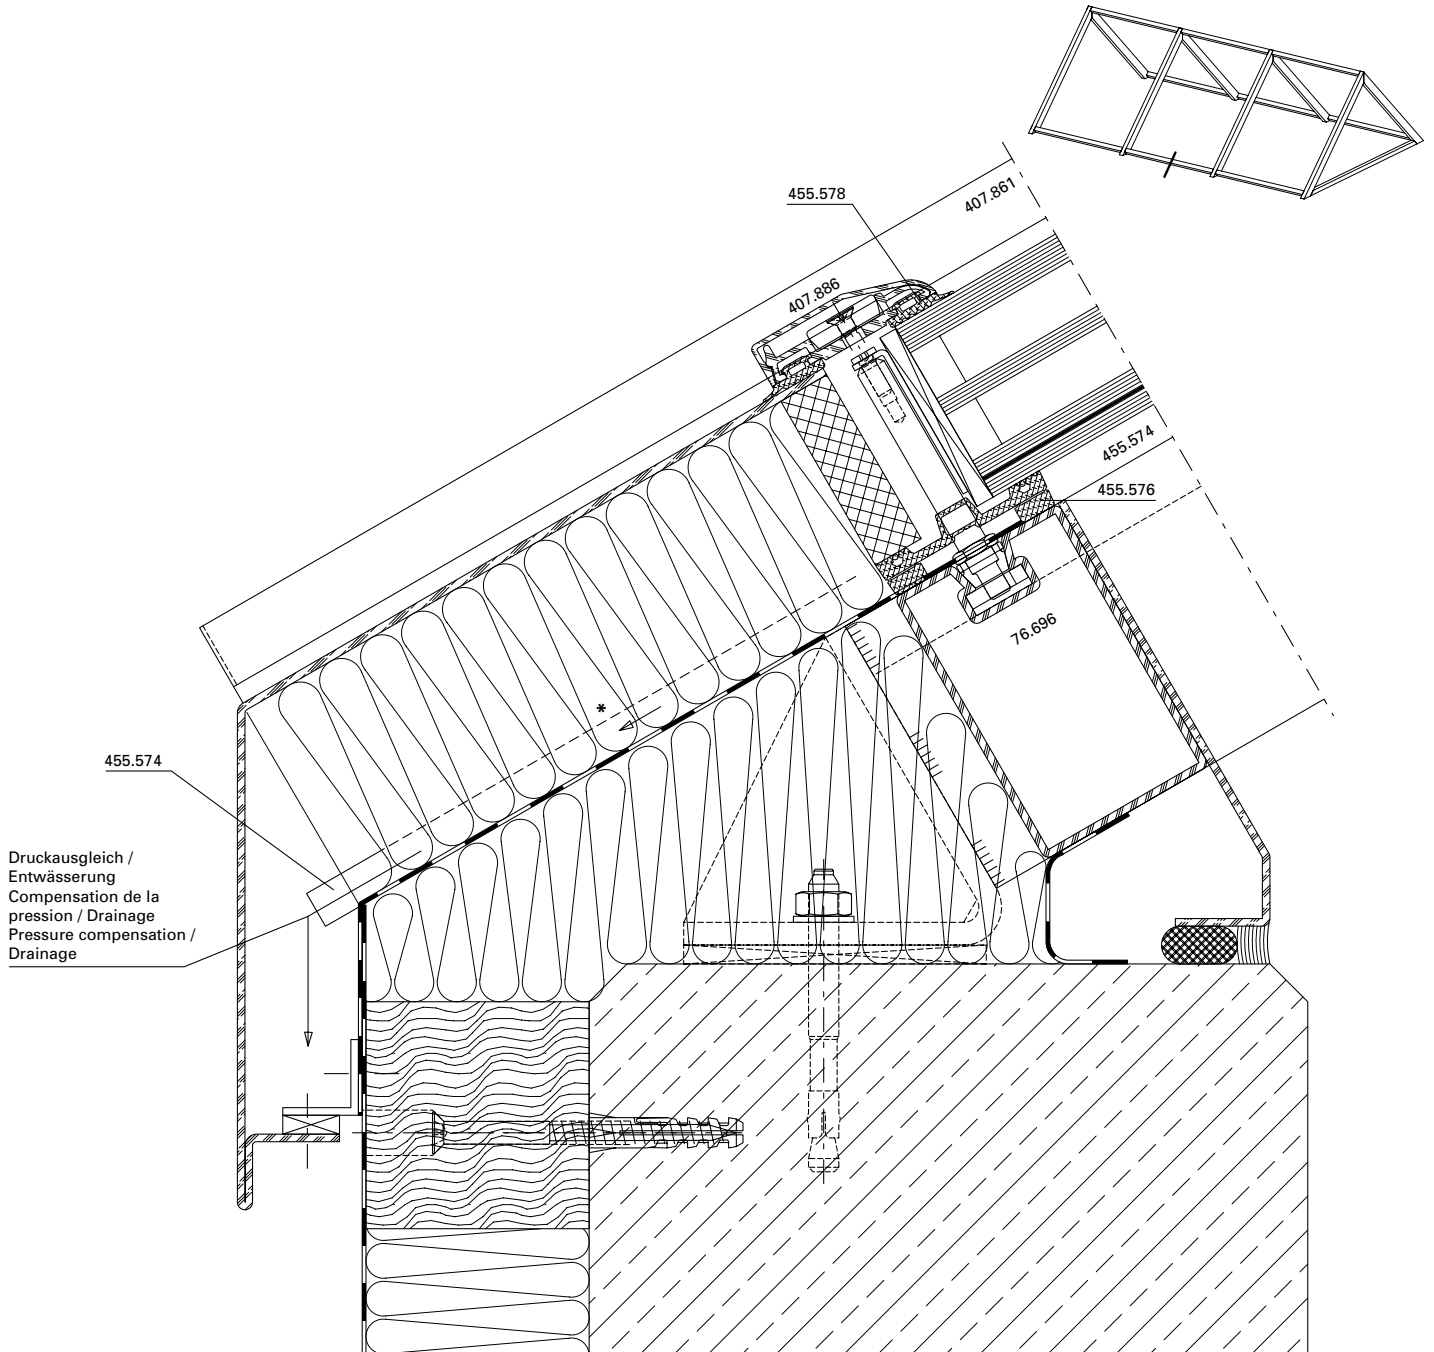 407.861
455.578
407.886
455.574
455.576
76.696
*
455.574
Druckausgleich /
Entwässerung
Compensation de la
pression / Drainage
Pressure compensation /
Drainage